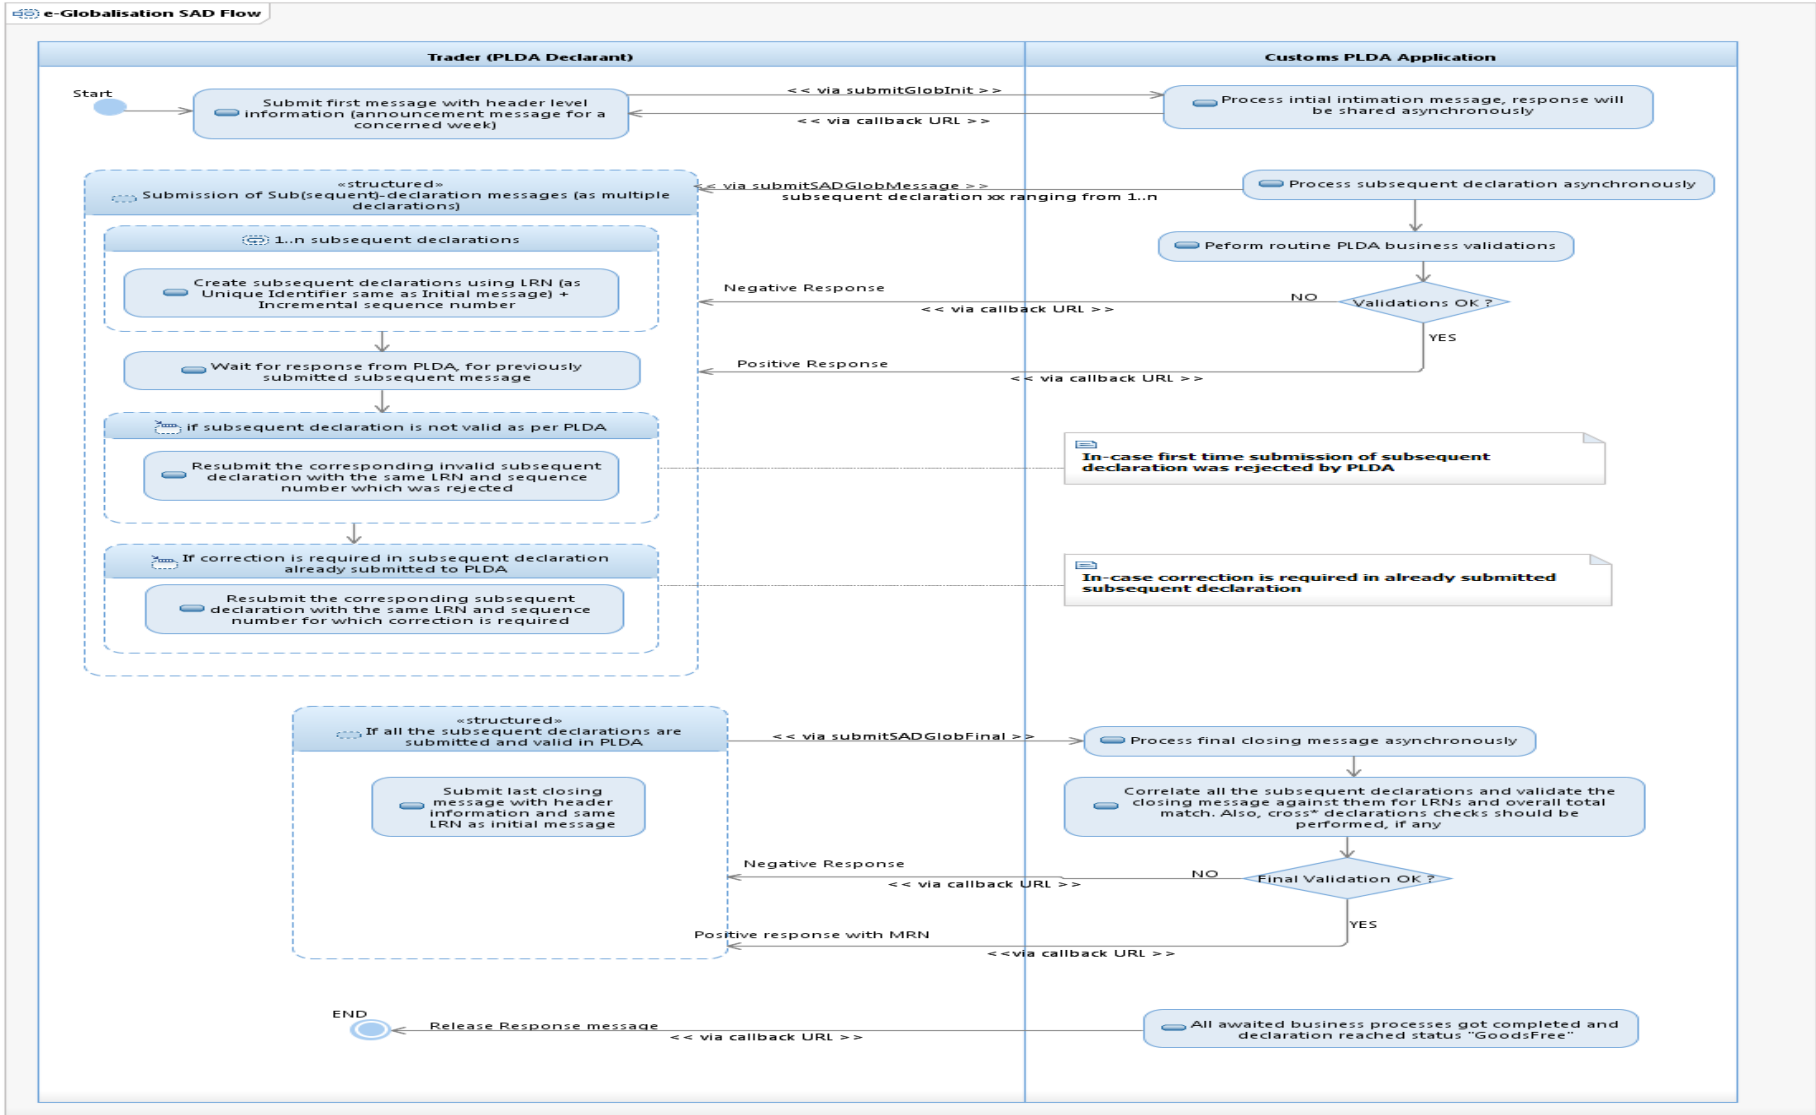 e-Globalisation SAD Flow
Trader (PLDA Declarant)
Customs PLDA Application
Start
Submit first message with header level
information (announcement message for a
concerned week)
<< via submitGlobInit >>
<< via callback URL >>
Process intial intimation message, response will
be shared asynchronously
«structured»
Submission of Sub(sequent)-declaration messages (as multiple
declarations)
<< via submitSADGlobMessage >>
subsequent declaration xx ranging from 1..n
Process subsequent declaration asynchronously
1..n subsequent declarations
Peform routine PLDA business validations
Create subsequent declarations using LRN (as
Unique Identifier same as Initial message) +
Incremental sequence number
Negative Response
<< via callback URL >>
NO
Validations OK ?
YES
Wait for response from PLDA, for previously
submitted subsequent message
Positive Response
<< via callback URL >>
if subsequent declaration is not valid as per PLDA
Resubmit the corresponding invalid subsequent
declaration with the same LRN and sequence
number which was rejected
In-case first time submission of subsequent
declaration was rejected by PLDA
If correction is required in subsequent declaration
already submitted to PLDA
Resubmit the corresponding subsequent
declaration with the same LRN and sequence
number for which correction is required
In-case correction is required in already submitted
subsequent declaration
«structured»
If all the subsequent declarations are
submitted and valid in PLDA
<< via submitSADGlobFinal >>
Process final closing message asynchronously
Submit last closing
message with header
information and same
LRN as initial message
Correlate all the subsequent declarations and validate the
closing message against them for LRNs and overall total
match. Also, cross* declarations checks should be
performed, if any
Negative Response
<< via callback URL >>
NO
Final Validation OK ?
YES
Positive response with MRN
<<via callback URL >>
END
Release Response message
<< via callback URL >>
All awaited business processes got completed and
declaration reached status "GoodsFree"